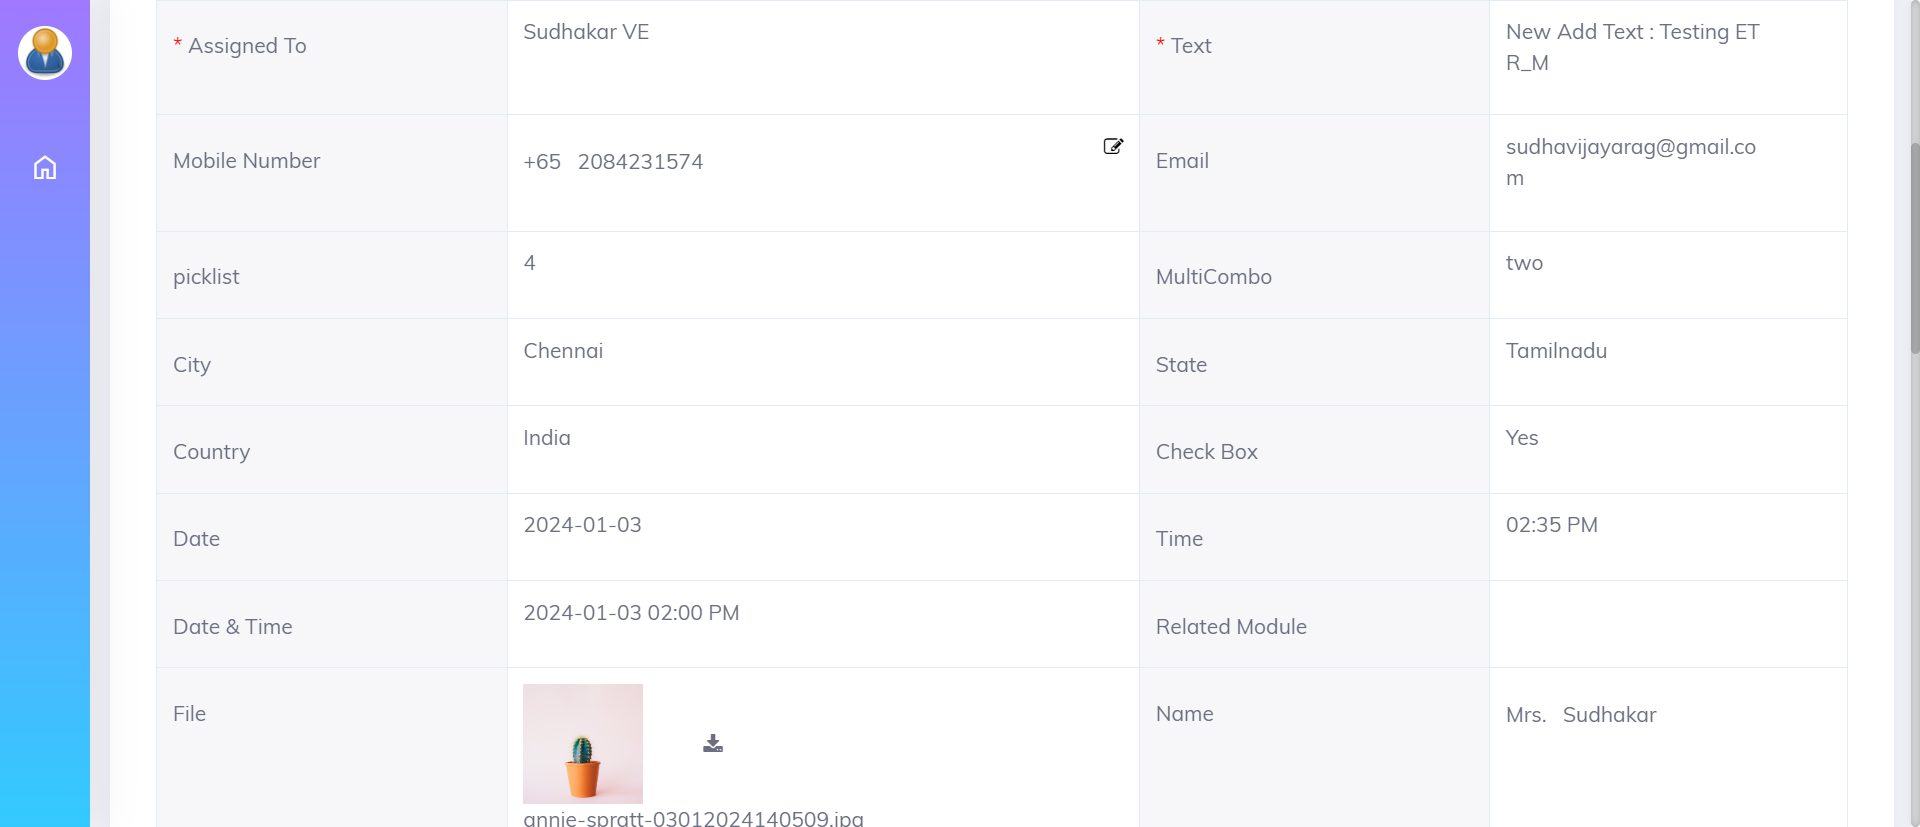 * Assigned To
Sudhakar VE
* Text
New Add Text : Testing ET
R_M
Mobile Number
+65 2084231574
Email
sudhavijayarag@gmail.co
m
picklist
4
MultiCombo
two
City
Chennai
State
Tamilnadu
Country
India
Check Box
Yes
Date
2024-01-03
Time
02:35 PM
Date & Time
2024-01-03 02:00 PM
Related Module
File
Name
Mrs. Sudhakar
annie-spratt-03012024140509.jpg